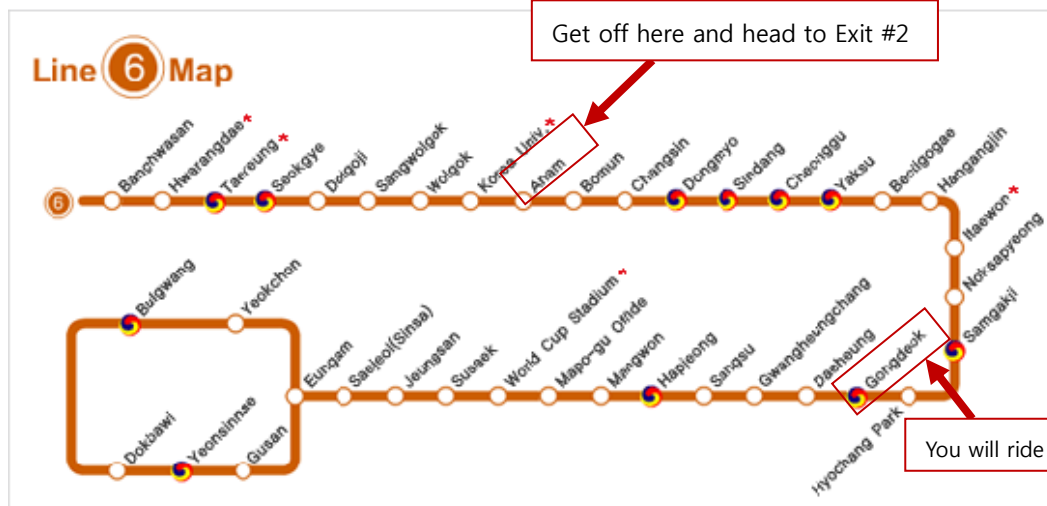 Get off here and head to Exit #2
Line 6 Map
Hwarangdae*
Taereung*
Seokgye
Dolgoji
Sangwolgok
Wolgok
Korea Univ.*
Anam
Bomun
Changsin
Dongmyo
Sindang
Cheonggu
Yaksu
Hangangjin
6
Itaewon*
Noksapyeong
Samgakji
Bulgwang
Yeokchon
Eungam
Saejeol(Sinsa)
Jeungsan
Suseek
World Cup Stadium*
Mapo-gu Office
Mangwon
Hapjeong
Sangsu
Gwangheungchang
Daeheung
Gongdeok
Hyochang Park
Dokbawi
Yeonsinnae
Gusan
You will ride